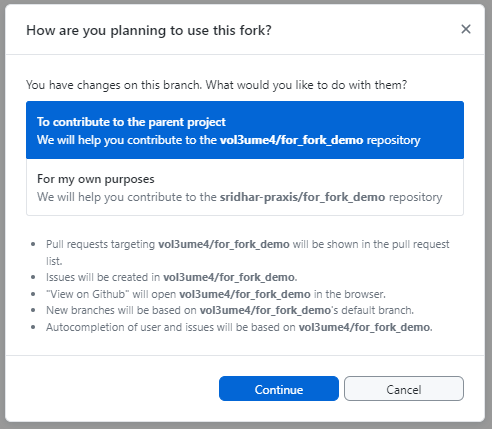 How are you planning to use this fork?
You have changes on this branch. What would you like to do with them?
To contribute to the parent project
We will help you contribute to the vol3ume4/for_fork_demo repository
For my own purposes
We will help you contribute to the sridhar-praxis/for_fork_demo repository
• Pull requests targeting vol3ume4/for_fork_demo will be shown in the pull request
list.
• Issues will be created in vol3ume4/for_fork_demo.
• "View on Github" will open vol3ume4/for_fork_demo in the browser.
• New branches will be based on vol3ume4/for_fork_demo's default branch.
• Autocompletion of user and issues will be based on vol3ume4/for_fork_demo.
Continue
Cancel